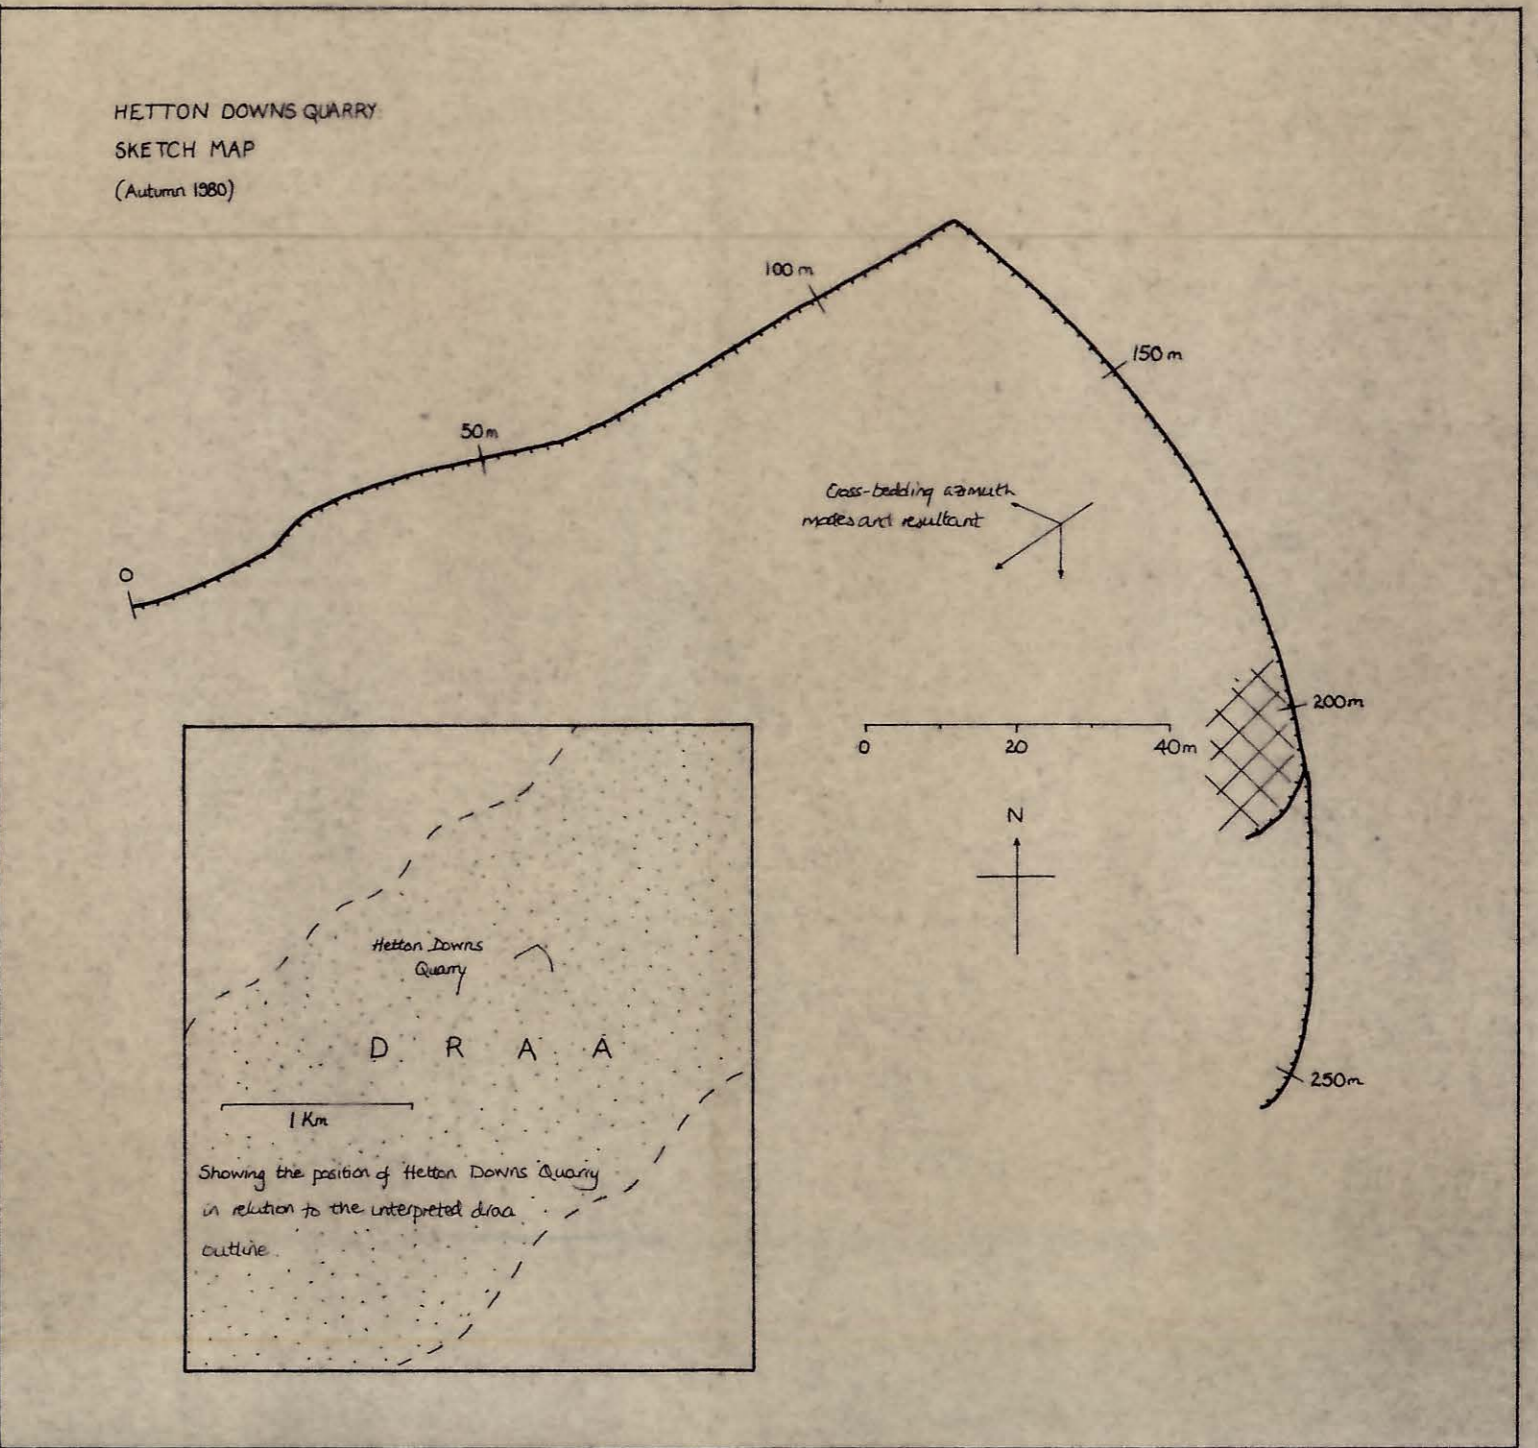 HETTON DOWNS QUARRY
SKETCH MAP
(Autumn 1980)
100 m
150 m
50m
Cross-bedding azimuth
modes and resultant
0
200m
0 20 40m
N
Hetton Downs
Quarry
D R A A
1 Km
250m
Showing the position of Hetton Downs Quarry
in relation to the interpreted draa
outline.